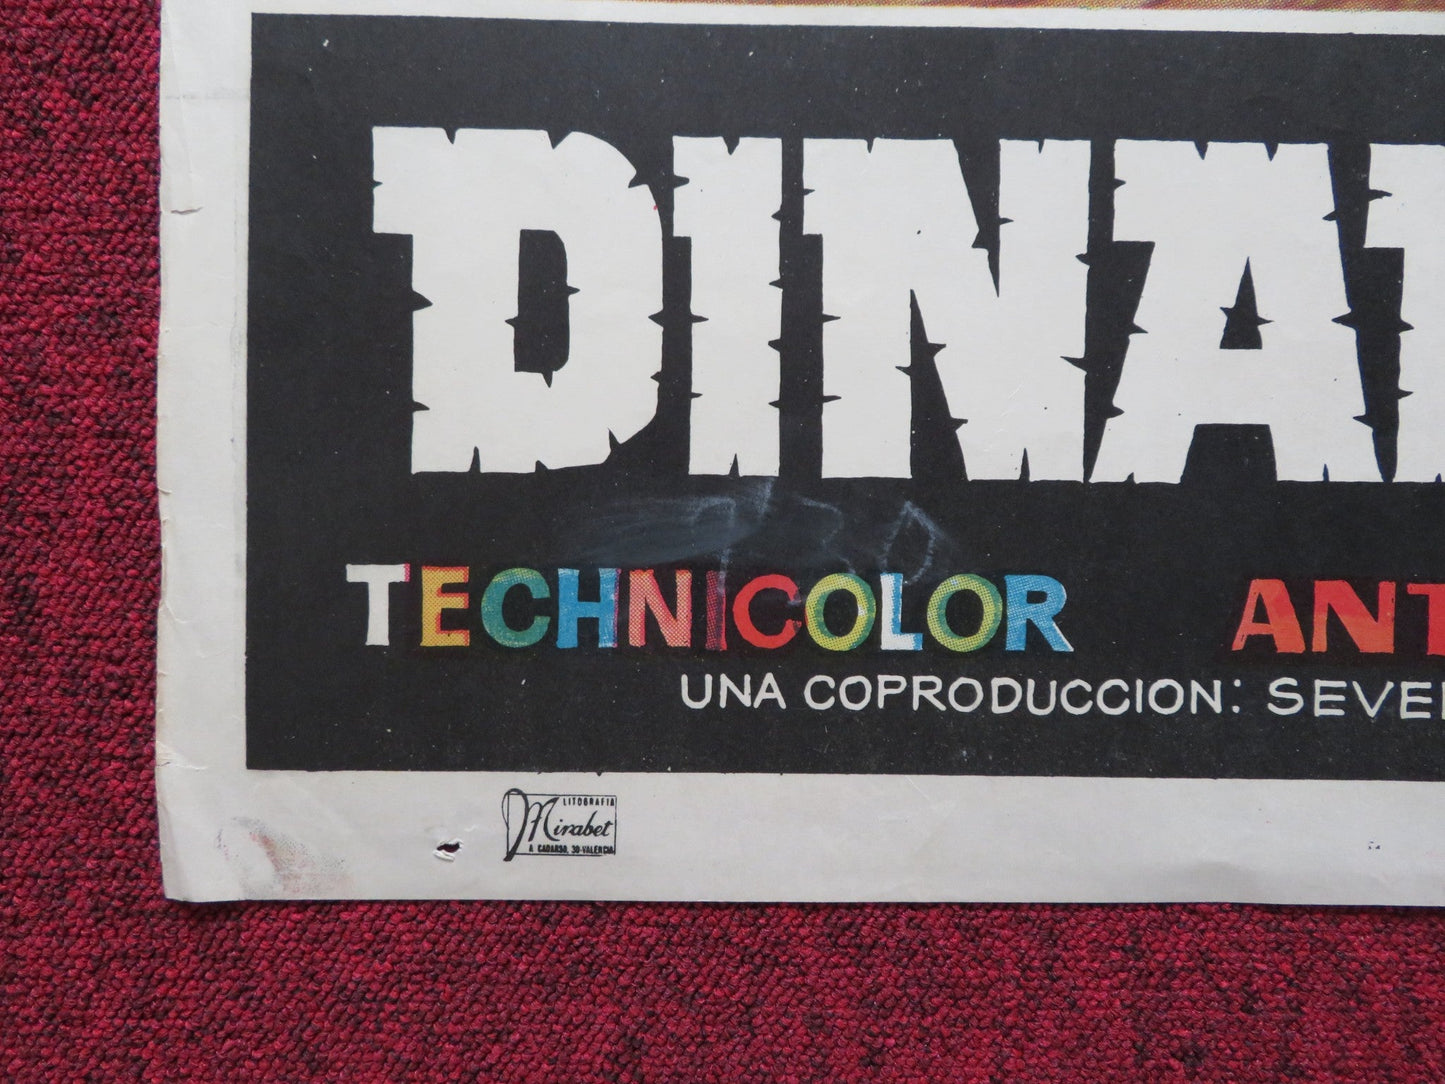 DINA
TECHNICOLOR ANT
UNA COPRODUCCION: SEVE
LITOGRAFIA
Mirabet
A. CADARSO, 30-VALENCIA